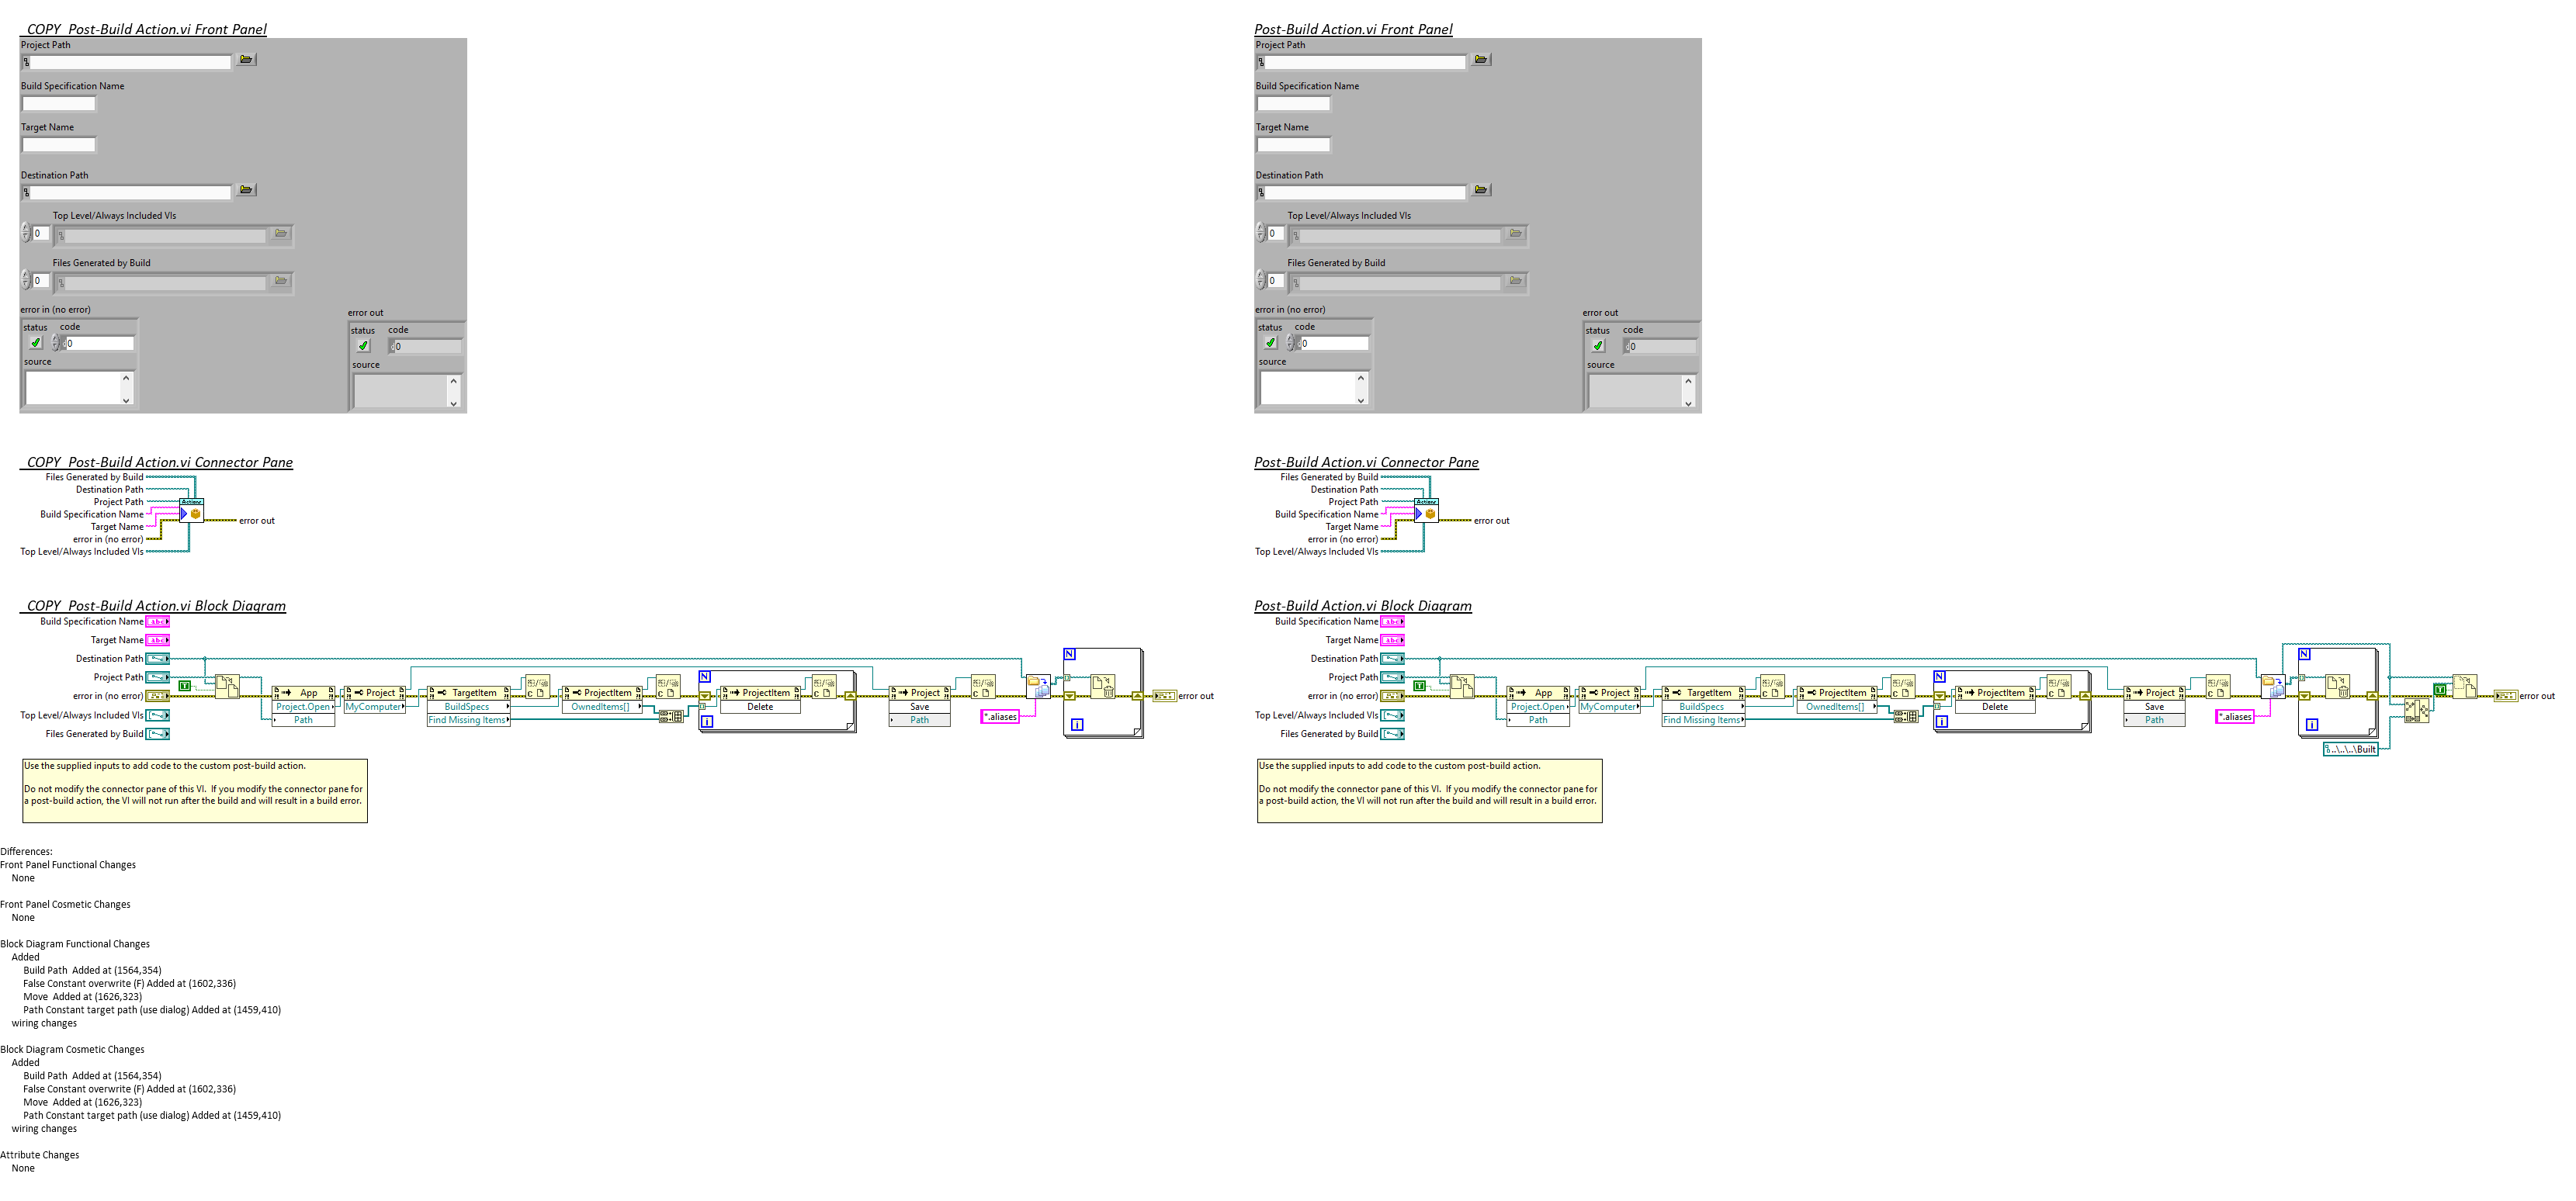 COPY  Post-Build Action.vi Front Panel
Project Path
Build Specification Name
Target Name
Destination Path
Top Level/Always Included VIs
0
Files Generated by Build
0
error in (no error)
status code
0
source
error out
status code
0
source
COPY  Post-Build Action.vi Connector Pane
Files Generated by Build
Destination Path
Project Path
Build Specification Name
Target Name
error in (no error)
Top Level/Always Included VIs
Actions
error out
COPY  Post-Build Action.vi Block Diagram
Build Specification Name
abc
Target Name
abc
Destination Path
Project Path
error in (no error)
Top Level/Always Included VIs
Files Generated by Build
T
App
Project.Open
Path
Project
MyComputer
TargetItem
BuildSpecs
Find Missing Items
ProjectItem
OwnedItems[]
N
ProjectItem
Delete
i
Project
Save
Path
*.aliases
N
i
error out
Use the supplied inputs to add code to the custom post-build action.
Do not modify the connector pane of this VI.  If you modify the connector pane for
a post-build action, the VI will not run after the build and will result in a build error.
Post-Build Action.vi Front Panel
Project Path
Build Specification Name
Target Name
Destination Path
Top Level/Always Included VIs
0
Files Generated by Build
0
error in (no error)
status code
0
source
error out
status code
0
source
Post-Build Action.vi Connector Pane
Files Generated by Build
Destination Path
Project Path
Build Specification Name
Target Name
error in (no error)
Top Level/Always Included VIs
Actions
error out
Post-Build Action.vi Block Diagram
Build Specification Name
abc
Target Name
abc
Destination Path
Project Path
error in (no error)
Top Level/Always Included VIs
Files Generated by Build
T
App
Project.Open
Path
Project
MyComputer
TargetItem
BuildSpecs
Find Missing Items
ProjectItem
OwnedItems[]
N
ProjectItem
Delete
i
Project
Save
Path
*.aliases
N
i
..\..\..\Built
T
error out
Use the supplied inputs to add code to the custom post-build action.
Do not modify the connector pane of this VI.  If you modify the connector pane for
a post-build action, the VI will not run after the build and will result in a build error.
Differences:
Front Panel Functional Changes
None
Front Panel Cosmetic Changes
None
Block Diagram Functional Changes
Added
Build Path  Added at (1564,354)
False Constant overwrite (F) Added at (1602,336)
Move  Added at (1626,323)
Path Constant target path (use dialog) Added at (1459,410)
wiring changes
Block Diagram Cosmetic Changes
Added
Build Path  Added at (1564,354)
False Constant overwrite (F) Added at (1602,336)
Move  Added at (1626,323)
Path Constant target path (use dialog) Added at (1459,410)
wiring changes
Attribute Changes
None